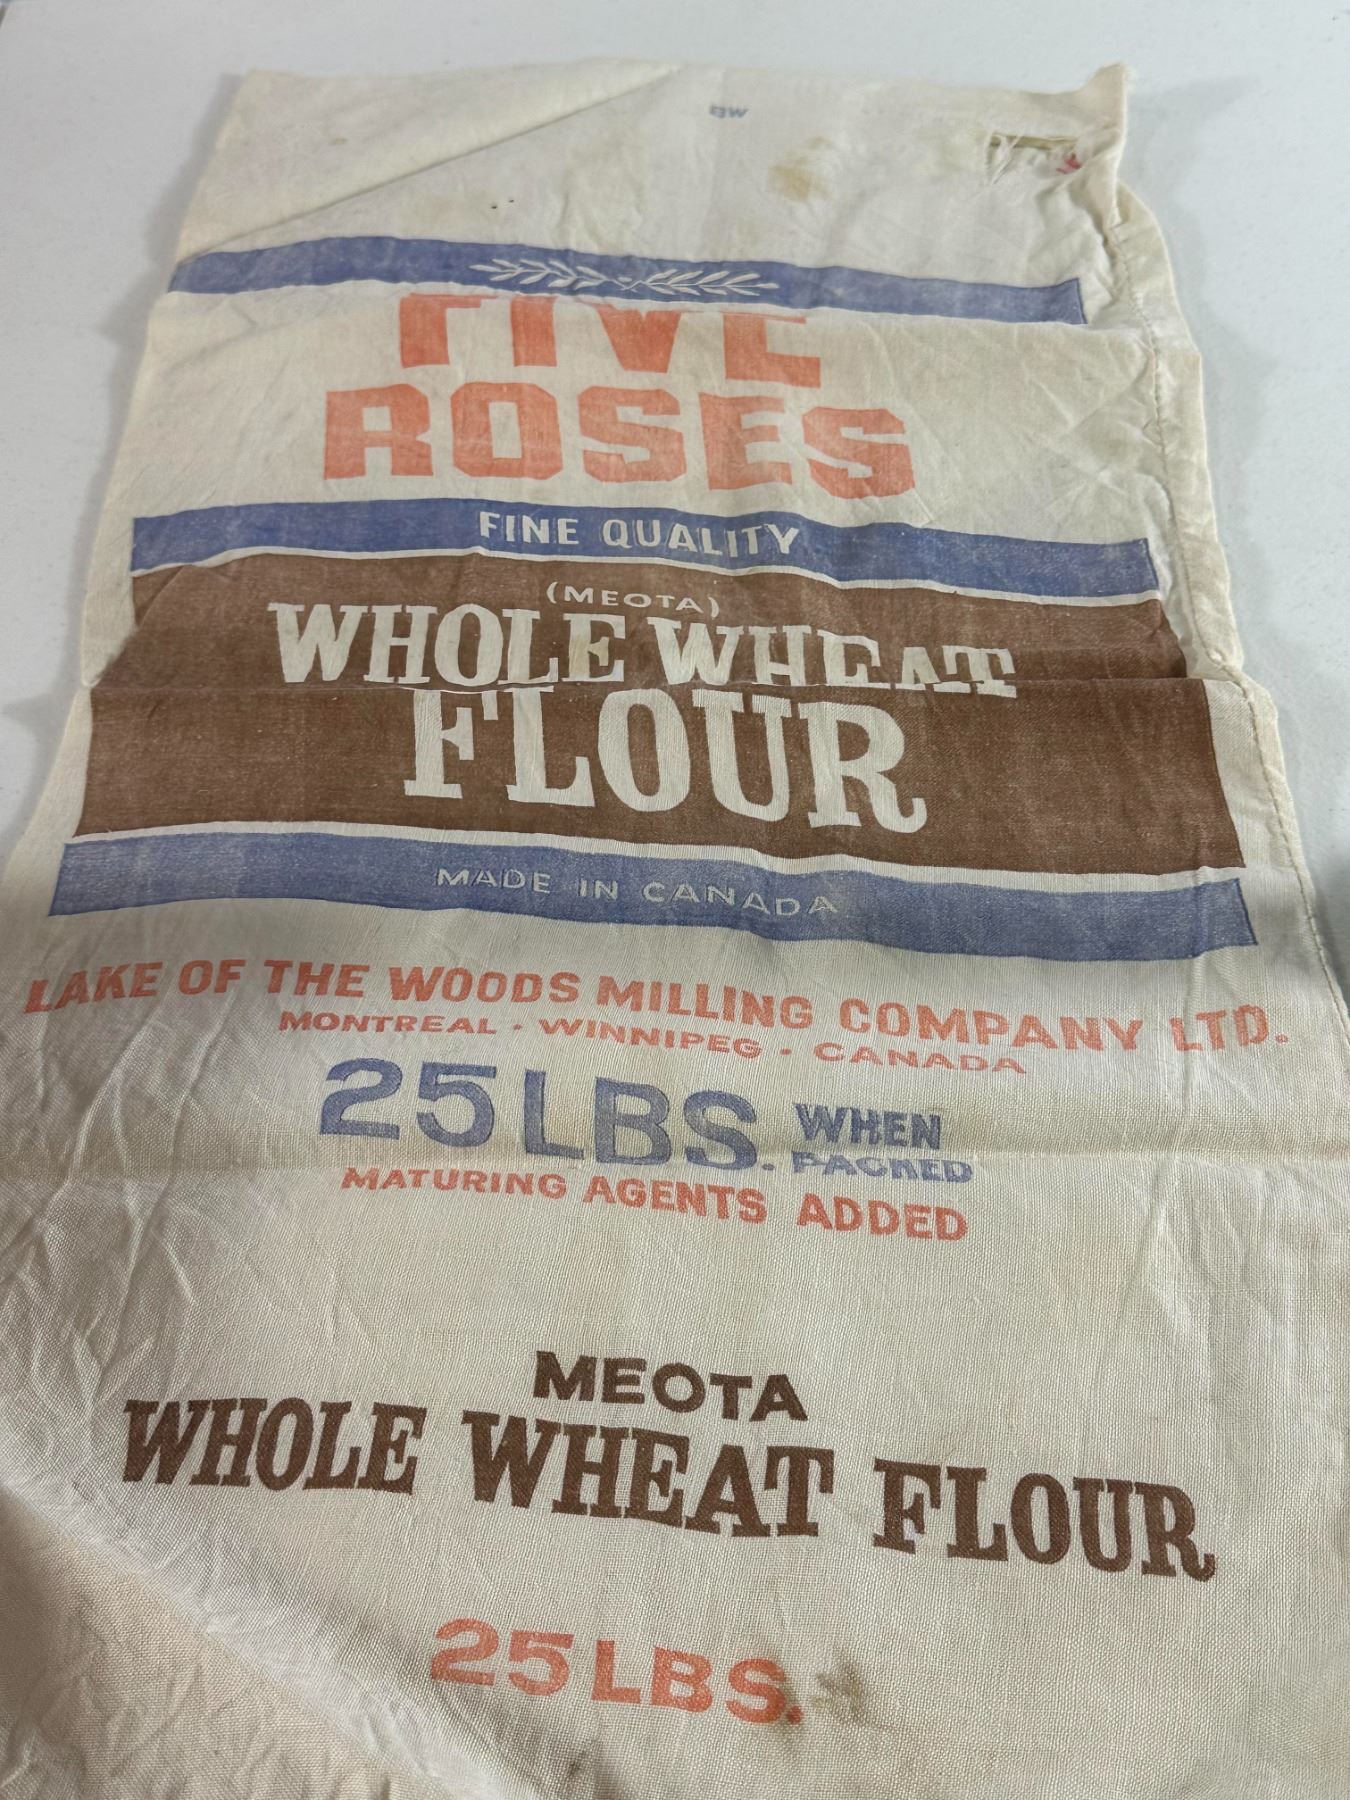 BW
FIVE
ROSES
FINE QUALITY
(MEOTA)
WHOLE WHEAT
FLOUR
MADE IN CANADA
LAKE OF THE WOODS MILLING COMPANY LTD.
MONTREAL · WINNIPEG · CANADA
25 LBS. WHEN PACKED
MATURING AGENTS ADDED
MEOTA
WHOLE WHEAT FLOUR
25 LBS.